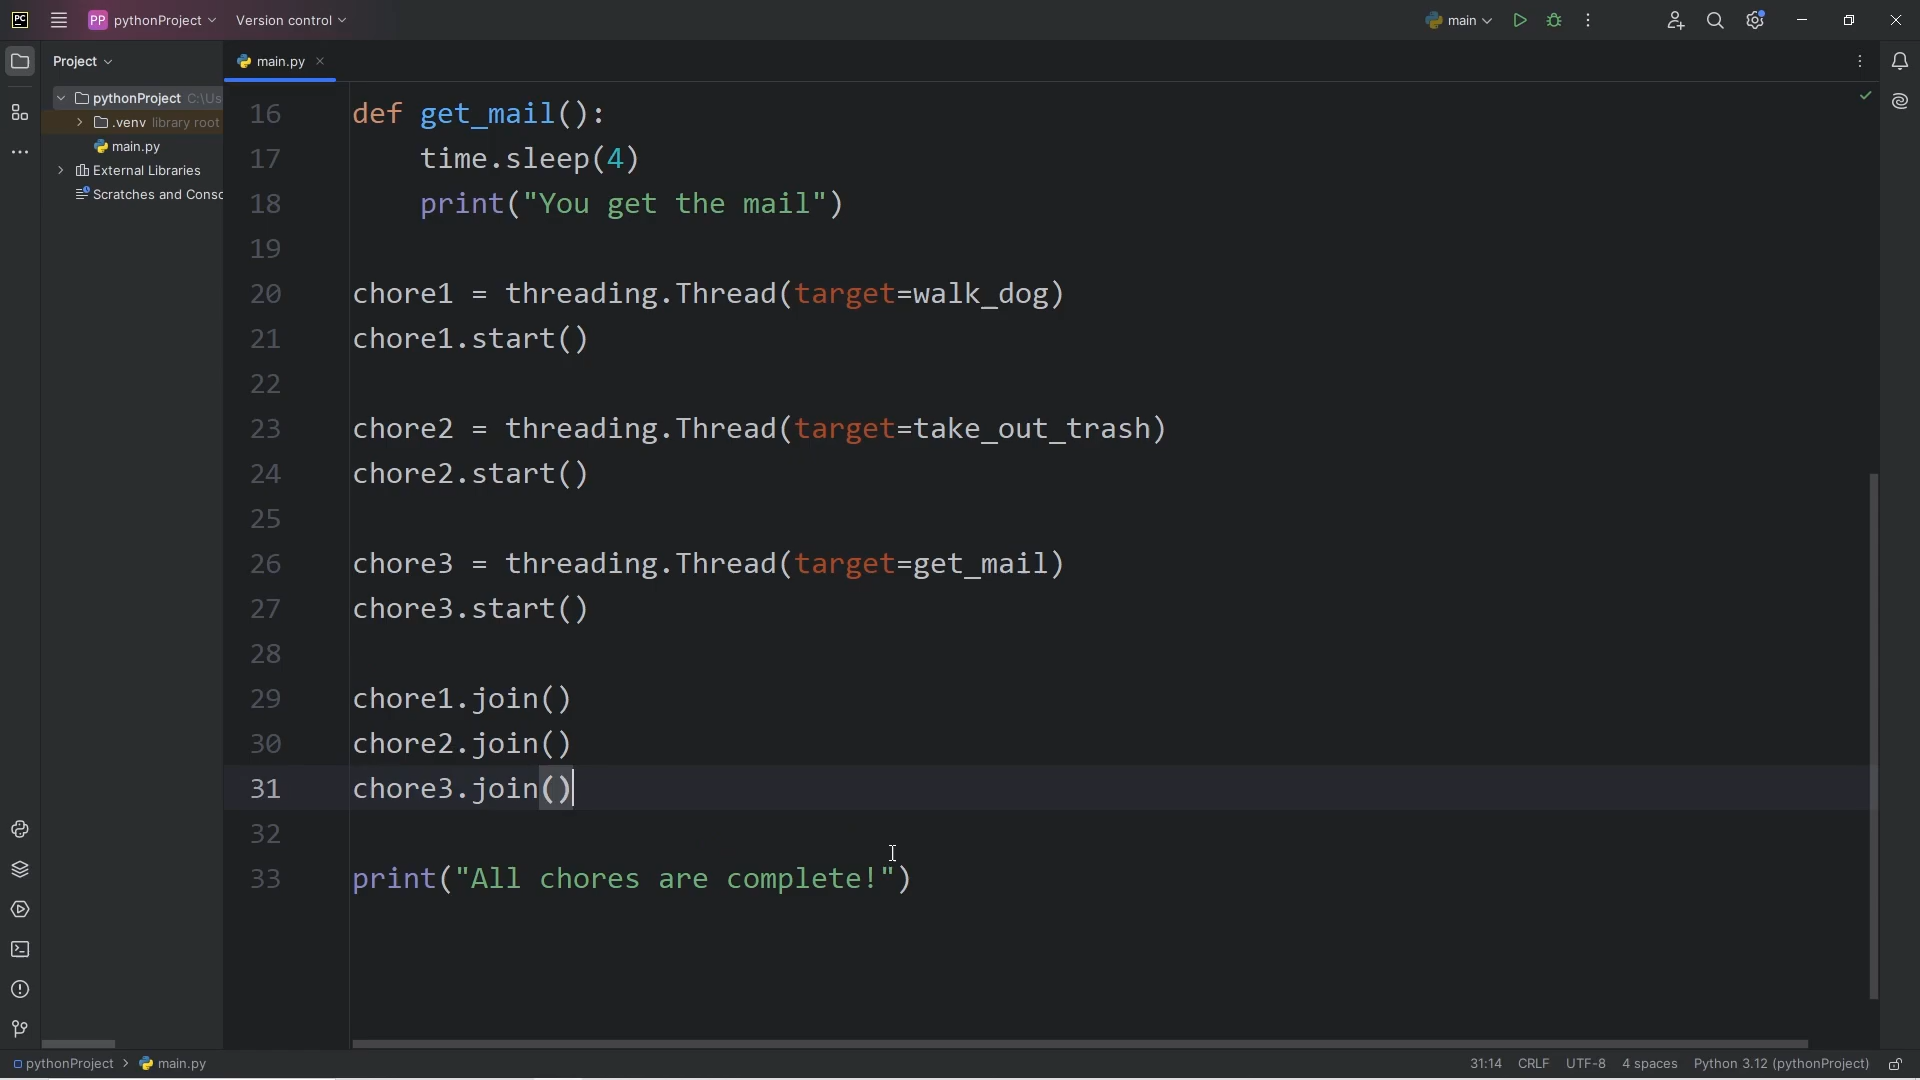 PC
PP pythonProject Version control
main
Project
main.py
pythonProject C:\Us
.venv library root
main.py
External Libraries
Scratches and Consc
16 def get_mail():
17     time.sleep(4)
18     print("You get the mail")
19
20 chore1 = threading.Thread(target=walk_dog)
21 chore1.start()
22
23 chore2 = threading.Thread(target=take_out_trash)
24 chore2.start()
25
26 chore3 = threading.Thread(target=get_mail)
27 chore3.start()
28
29 chore1.join()
30 chore2.join()
31 chore3.join()
32
33 print("All chores are complete!")
pythonProject > main.py
31:14 CRLF UTF-8 4 spaces Python 3.12 (pythonProject)